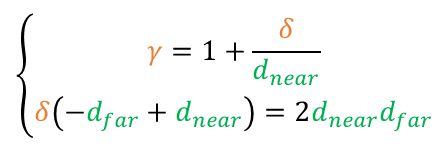 γ = 1 + δ / d_near
δ(−d_far + d_near) = 2d_near d_far